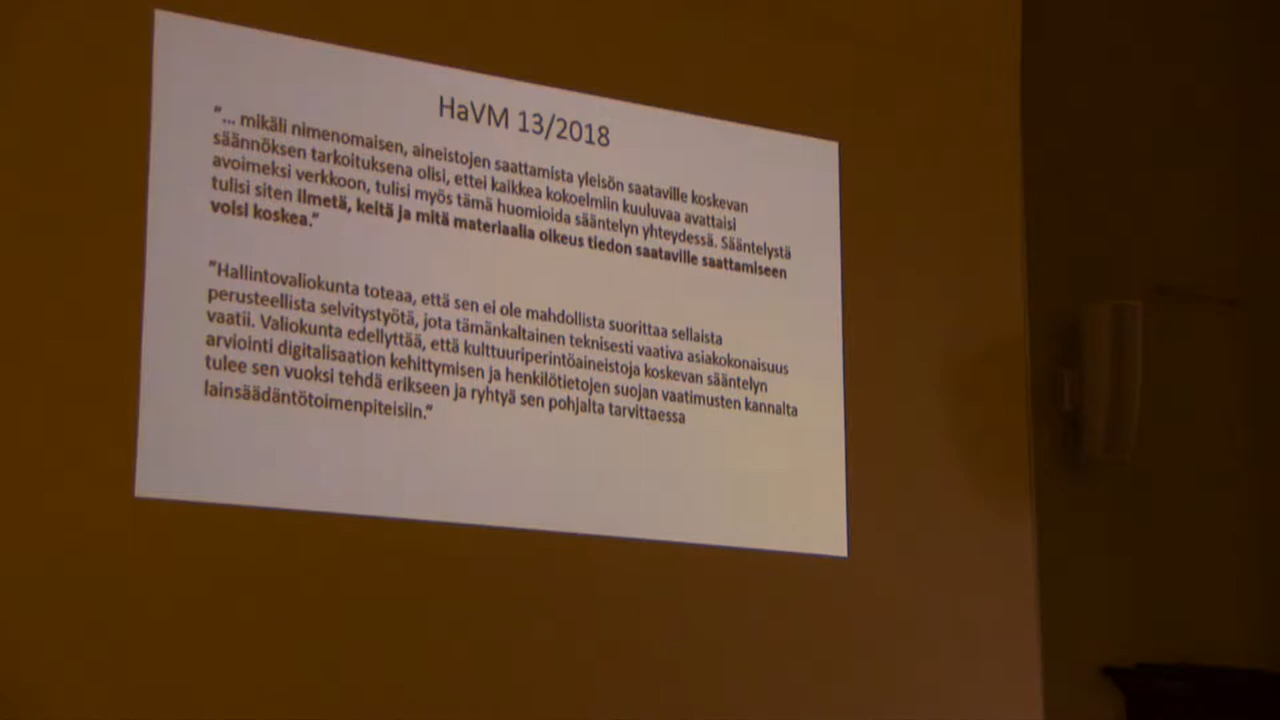 HaVM 13/2018
"... mikäli nimenomaisen, aineistojen saattamista yleisön saataville koskevan
säännöksen tarkoituksena olisi, ettei kaikkea kokoelmiin kuuluvaa avattaisi
avoimeksi verkkoon, tulisi myös tämä huomioida sääntelyn yhteydessä. Sääntelystä
tulisi siten ilmetä, keitä ja mitä materiaalia oikeus tiedon saataville saattamiseen
voisi koskea."
"Hallintovaliokunta toteaa, että sen ei ole mahdollista suorittaa sellaista
perusteellista selvitystyötä, jota tämänkaltainen teknisesti vaativa asiakokonaisuus
vaatii. Valiokunta edellyttää, että kulttuuriperintöaineistoja koskevan sääntelyn
arviointi digitalisaation kehittymisen ja henkilötietojen suojan vaatimusten kannalta
tulee sen vuoksi tehdä erikseen ja ryhtyä sen pohjalta tarvittaessa
lainsäädäntötoimenpiteisiin."